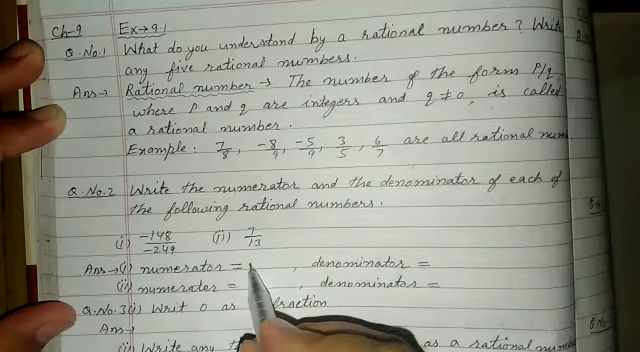 Ch-9 Ex→9.1
Q.No.1 What do you understand by a rational number? Write
any five rational numbers.
Ans→ Rational number → The number of the form P/q,
where P and q are integers and q ≠ 0, is called
a rational number.
Example: 7/8, -8/9, -5/9, 3/5, 6/7 are all rational num
Q.No.2 Write the numerator and the denominator of each of
the following rational numbers.
(i) -148/-249 (ii) 7/13
Ans→(i) numerator = , denominator =
(ii) numerator = , denominator =
Q.No.3(i) Writ 0 as fraction
Ans→
(ii) Write any as a rational num